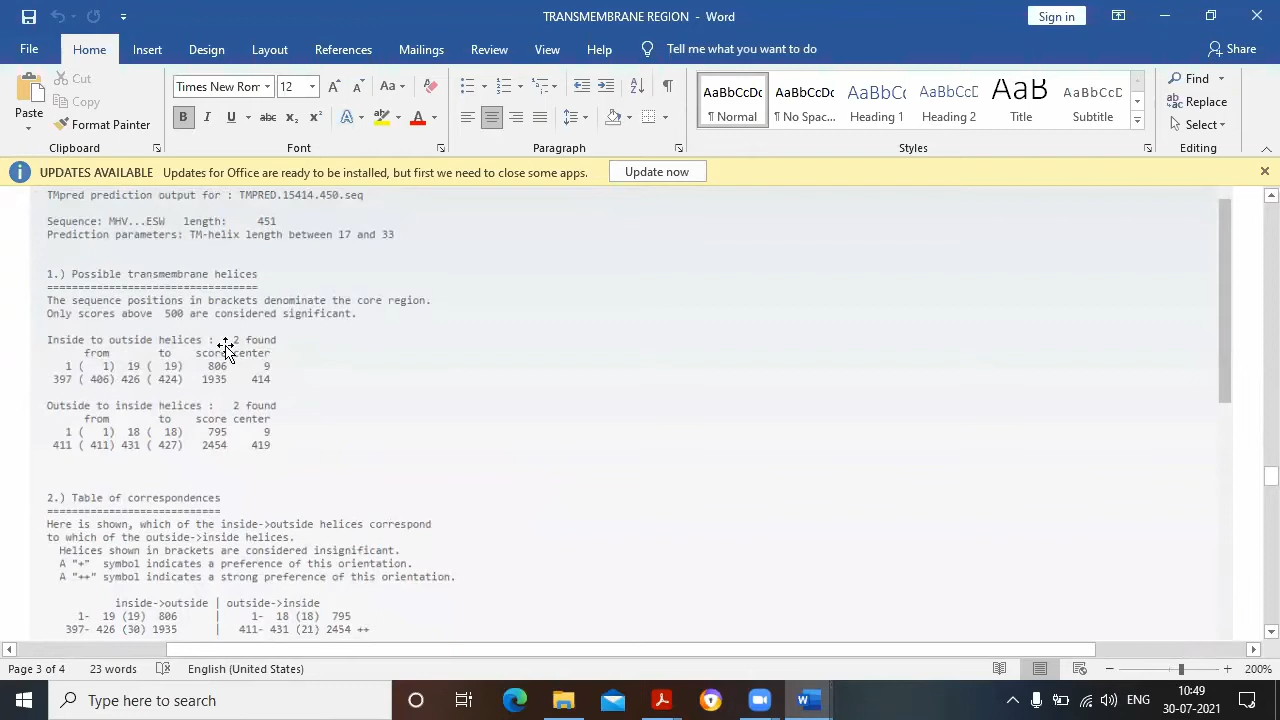 TRANSMEMBRANE REGION - Word
Sign in
File Home Insert Design Layout References Mailings Review View Help Tell me what you want to do Share
Paste
Cut
Copy
Format Painter
Clipboard
Times New Rom 12
Font
Paragraph
AaBbCcDc AaBbCcDc AaBbCc AaBbCcC AaB AaBbCcC
¶ Normal ¶ No Spac... Heading 1 Heading 2 Title Subtitle
Styles
Find
Replace
Select
Editing
UPDATES AVAILABLE Updates for Office are ready to be installed, but first we need to close some apps. Update now
TMpred prediction output for : TMPRED.15414.450.seq
Sequence: MHV...ESW length: 451
Prediction parameters: TM-helix length between 17 and 33
1.) Possible transmembrane helices
================================
The sequence positions in brackets denominate the core region.
Only scores above 500 are considered significant.
Inside to outside helices : 2 found
from to score center
1 ( 1) 19 ( 19) 806 9
397 ( 406) 426 ( 424) 1935 414
Outside to inside helices : 2 found
from to score center
1 ( 1) 18 ( 18) 795 9
411 ( 411) 431 ( 427) 2454 419
2.) Table of correspondences
===========================
Here is shown, which of the inside->outside helices correspond
to which of the outside->inside helices.
Helices shown in brackets are considered insignificant.
A "+" symbol indicates a preference of this orientation.
A "++" symbol indicates a strong preference of this orientation.
inside->outside | outside->inside
1- 19 (19) 806 | 1- 18 (18) 795
397- 426 (30) 1935 | 411- 431 (21) 2454 ++
Page 3 of 4 23 words English (United States) 200%
Type here to search
ENG
10:49
30-07-2021